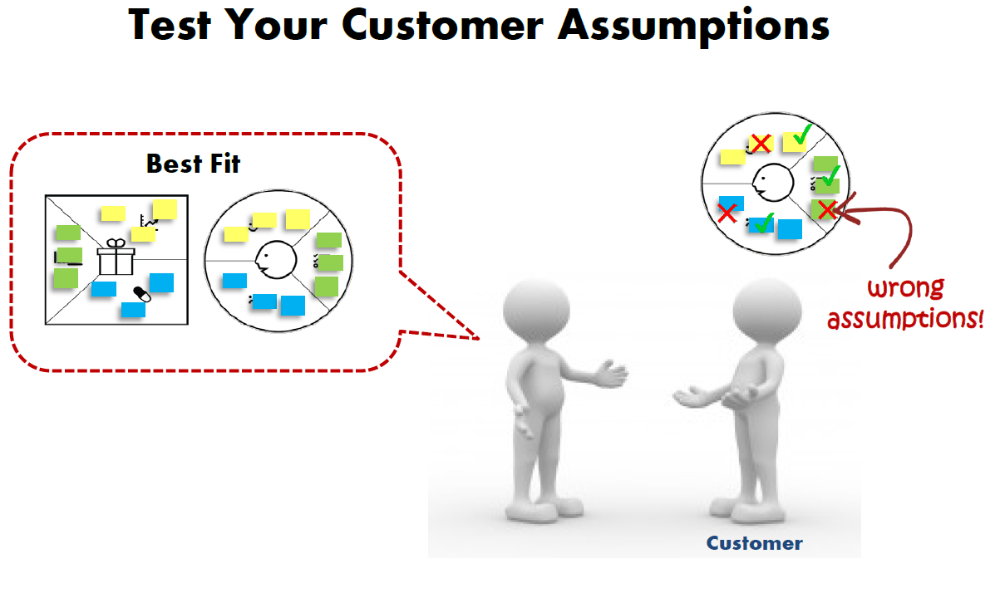 Test Your Customer Assumptions
Best Fit
wrong
assumptions!
Customer